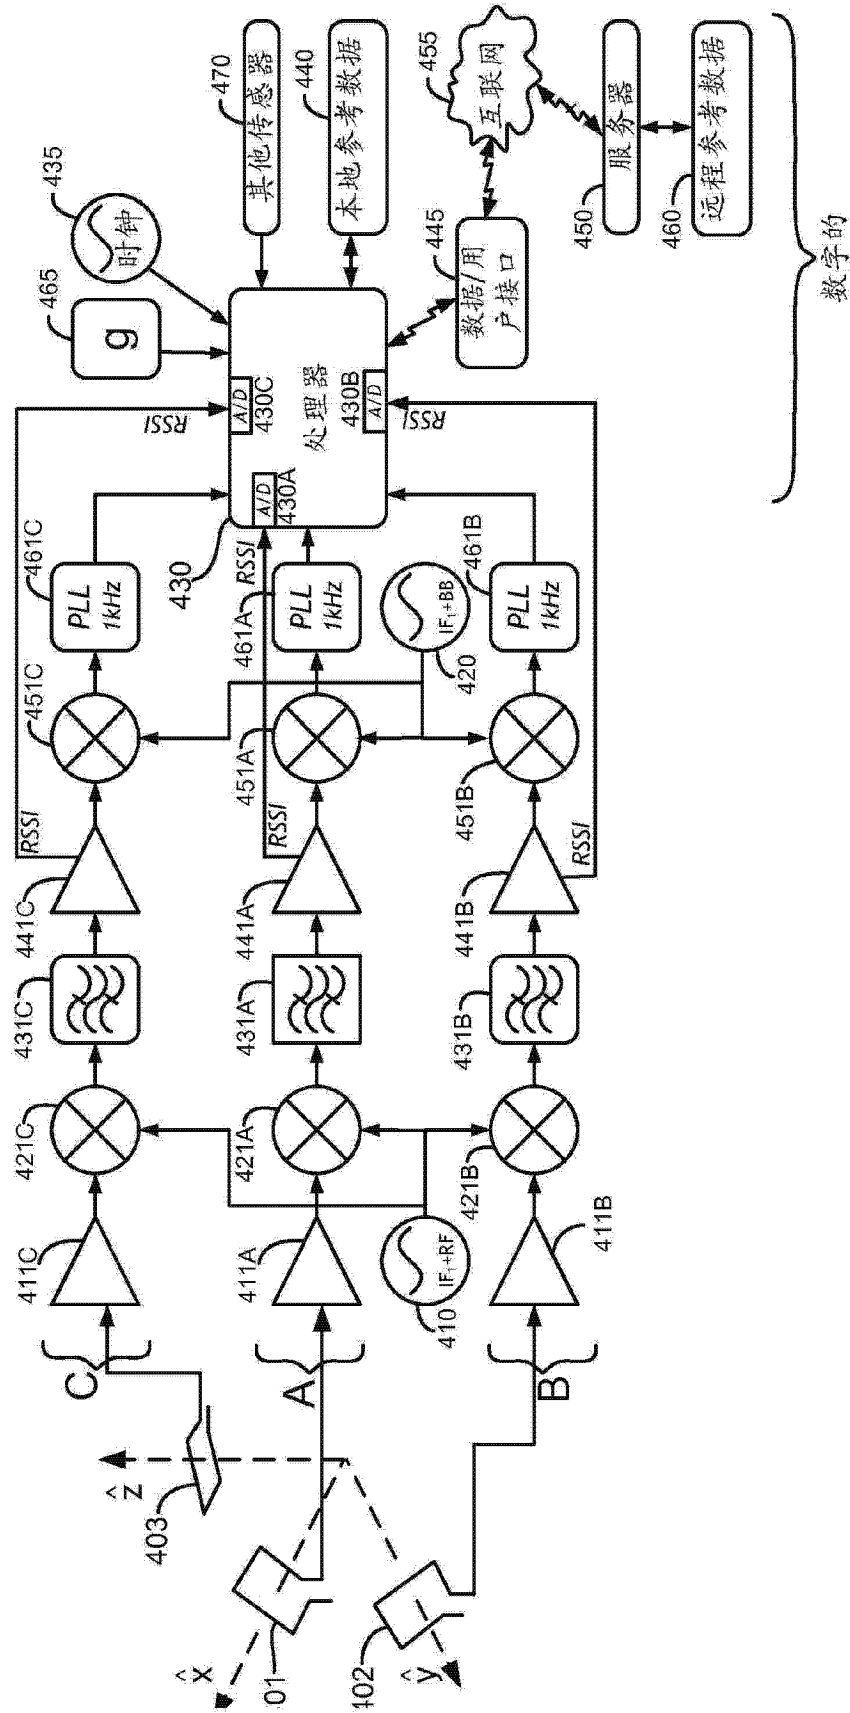 C
411C
421C
431C
441C
RSSI
451C
PLL
1kHz
461C
RSSI
A
411A
421A
431A
441A
RSSI
451A
PLL
1kHz
461A
RSSI
B
411B
421B
431B
441B
RSSI
451B
PLL
1kHz
461B
RSSI
IF₁+RF
410
IF₁+BB
420
ẑ
403
x̂
01
ŷ
402
430
A/D
430A
A/D
430B
A/D
430C
处理器
g
465
时钟
435
其他传感器
470
本地参考数据
440
数据/用
户接口
445
互联网
455
服务器
450
远程参考数据
460
数字的